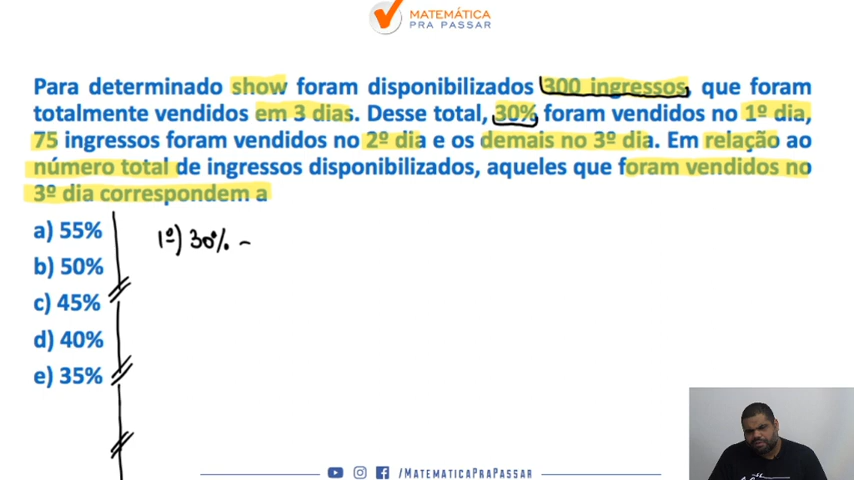 MATEMÁTICA
PRA PASSAR
Para determinado show foram disponibilizados 300 ingressos, que foram
totalmente vendidos em 3 dias. Desse total, 30% foram vendidos no 1º dia,
75 ingressos foram vendidos no 2º dia e os demais no 3º dia. Em relação ao
número total de ingressos disponibilizados, aqueles que foram vendidos no
3º dia correspondem a
a) 55%
1º) 30% -
b) 50%
c) 45%
d) 40%
e) 35%
/MatematicaPraPassar